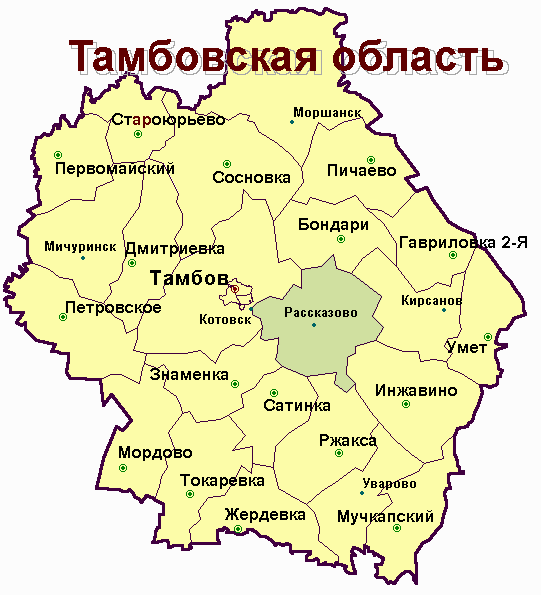 Тамбовская область
Моршанск
Староюрьево
Первомайский
Сосновка
Пичаево
Бондари
Гавриловка 2-Я
Мичуринск
Дмитриевка
Тамбов
Кирсанов
Петровское
Котовск
Рассказово
Умет
Знаменка
Инжавино
Сатинка
Ржакса
Мордово
Токаревка
Уварово
Жердевка
Мучкапский